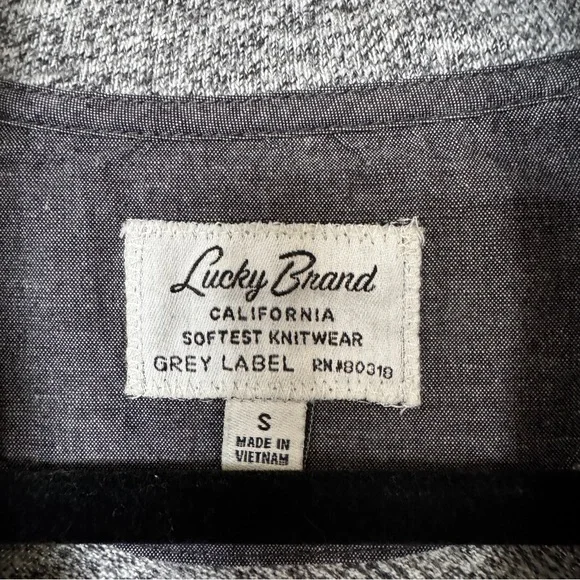 Lucky Brand
CALIFORNIA
SOFTEST KNITWEAR
GREY LABEL RN#80318
S
MADE IN
VIETNAM